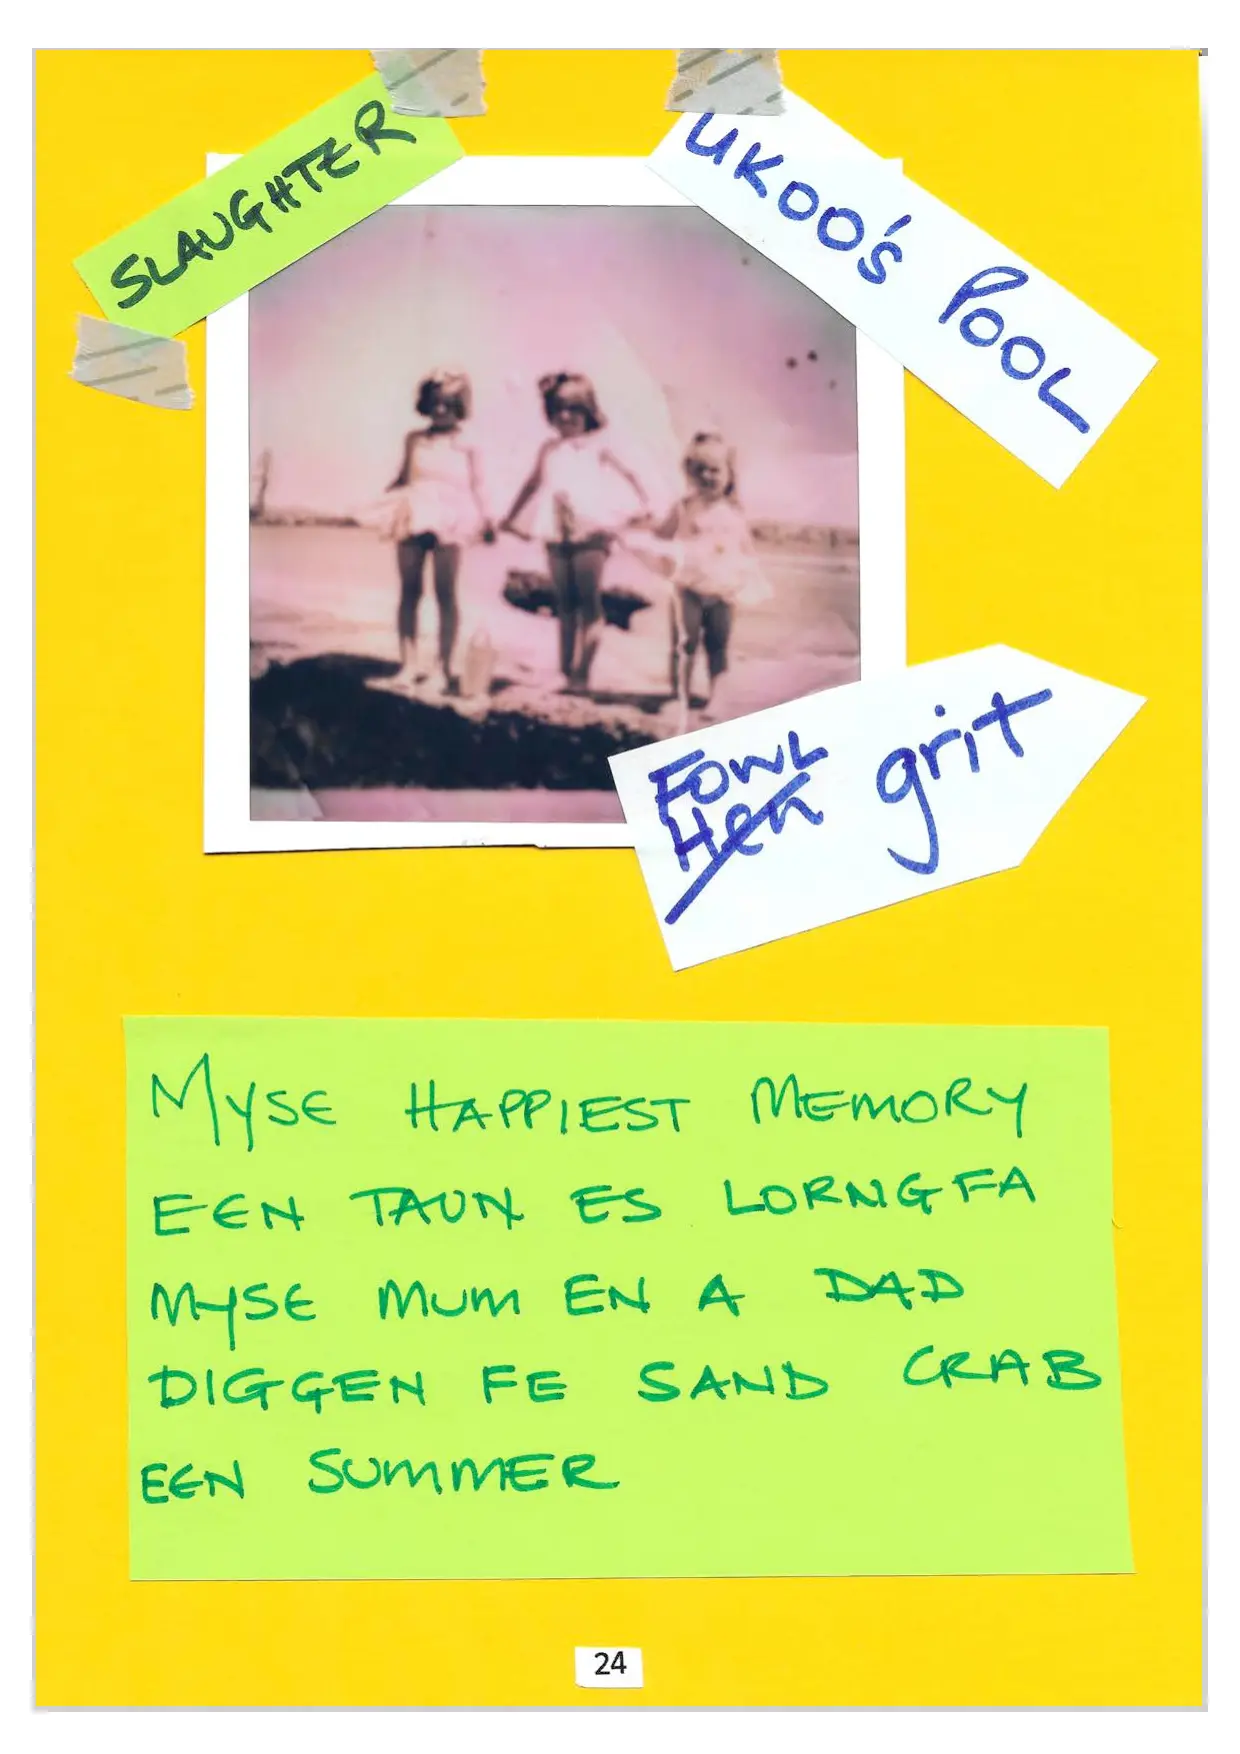 SLAUGHTER
UKOO'S POOL
FOWL
Hen grit
MYSE HAPPIEST MEMORY
EEN TAUN ES LORNGFA
MYSE MUM EN A DAD
DIGGEN FE SAND CRAB
EEN SUMMER
24